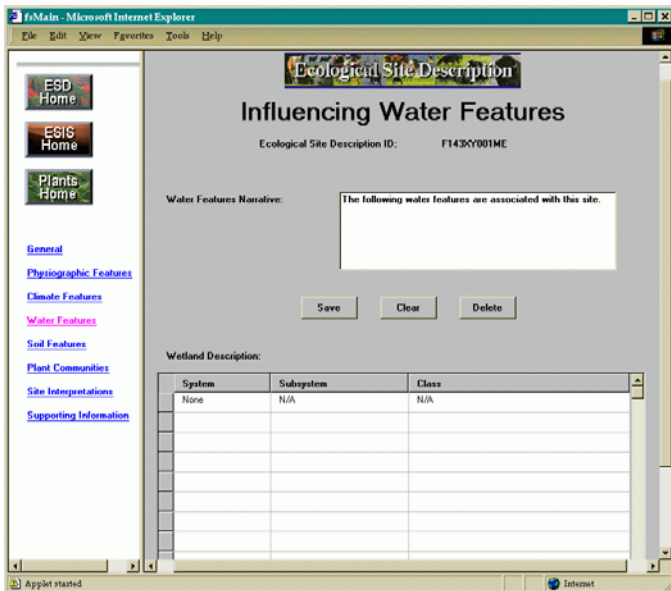 fsMain - Microsoft Internet Explorer
File Edit View Favorites Tools Help
ESD Home
ESIS Home
Plants Home
General
Physiographic Features
Climate Features
Water Features
Soil Features
Plant Communities
Site Interpretations
Supporting Information
Ecological Site Description
Influencing Water Features
Ecological Site Description ID: F143XY001ME
Water Features Narrative: The following water features are associated with this site.
Save Clear Delete
Wetland Description:
System Subsystem Class
None N/A N/A
Applet started Internet